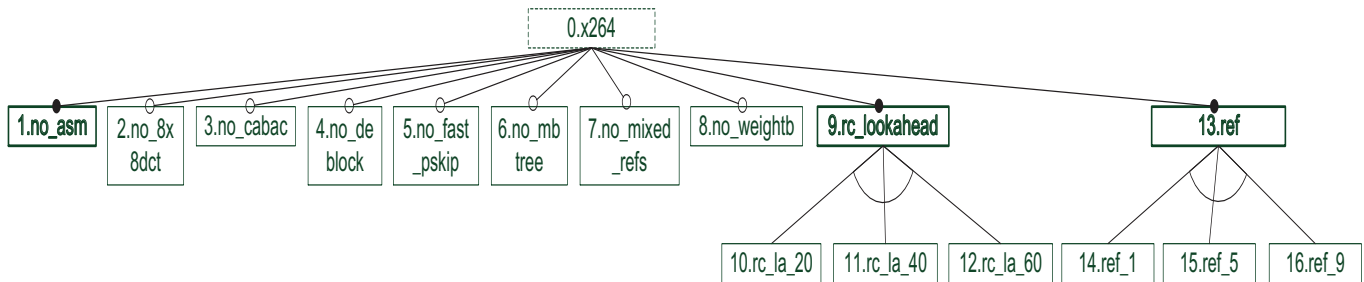 0.x264
1.no_asm
2.no_8x
8dct
3.no_cabac
4.no_de
block
5.no_fast
_pskip
6.no_mb
tree
7.no_mixed
_refs
8.no_weightb
9.rc_lookahead
13.ref
10.rc_la_20
11.rc_la_40
12.rc_la_60
14.ref_1
15.ref_5
16.ref_9